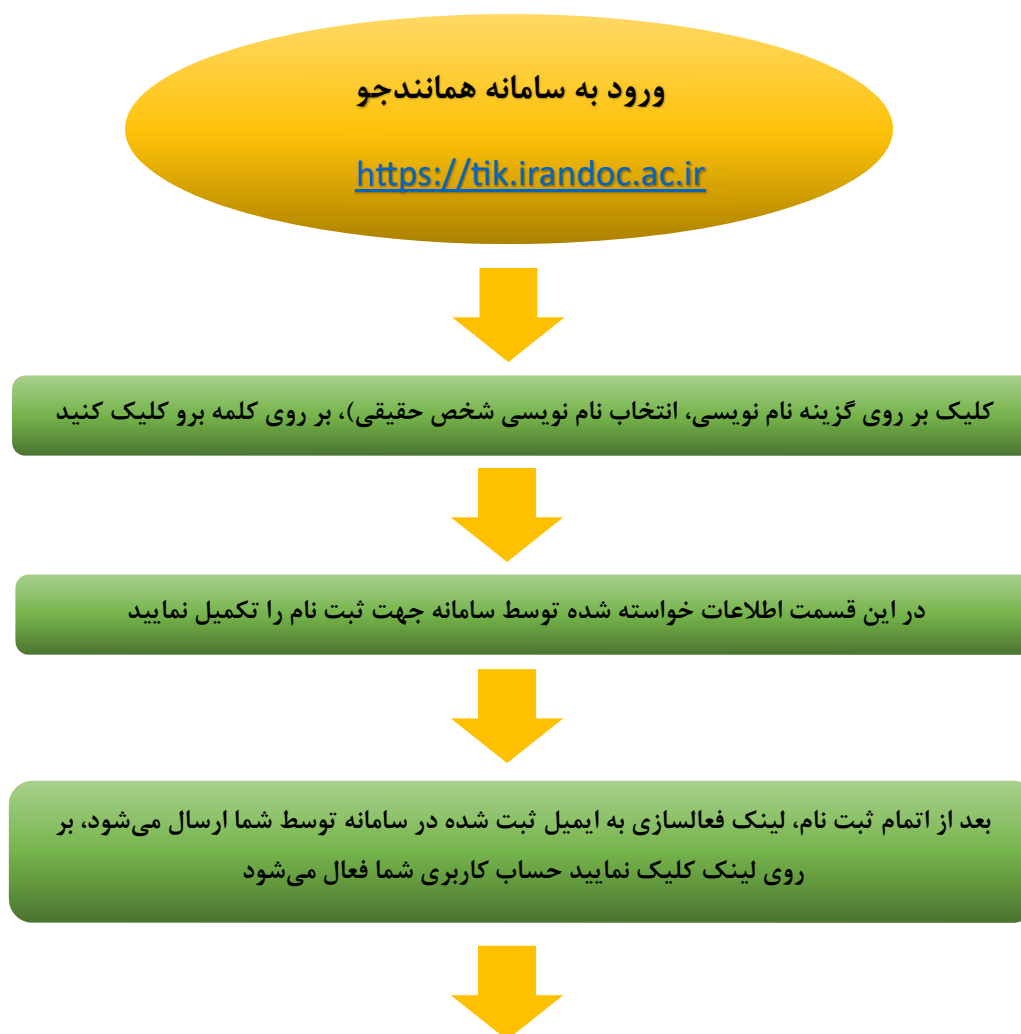 ورود به سامانه همانندجو
https://tik.irandoc.ac.ir
کلیک بر روی گزینه نام نویسی، انتخاب نام نویسی شخص حقیقی)، بر روی کلمه برو کلیک کنید
در این قسمت اطلاعات خواسته شده توسط سامانه جهت ثبت نام را تکمیل نمایید
بعد از اتمام ثبت نام، لینک فعالسازی به ایمیل ثبت شده در سامانه توسط شما ارسال می‌شود، بر
روی لینک کلیک نمایید حساب کاربری شما فعال می‌شود